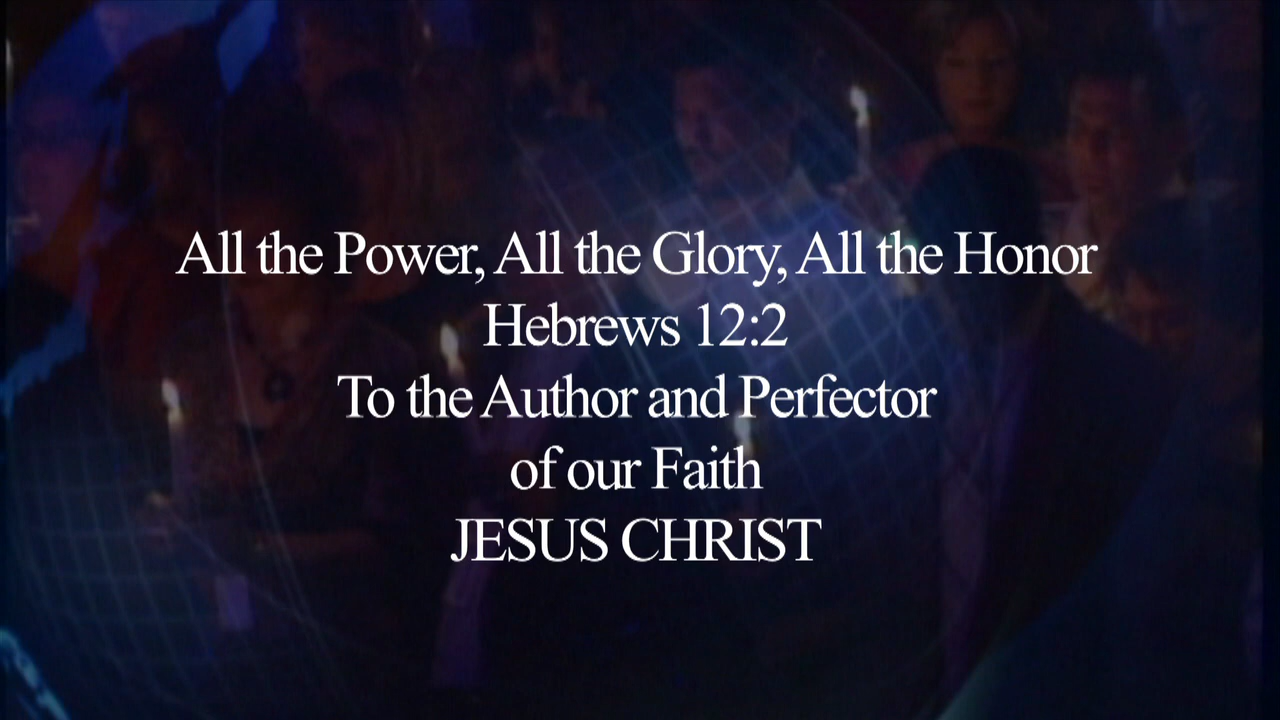 All the Power, All the Glory, All the Honor
Hebrews 12:2
To the Author and Perfector
of our Faith
JESUS CHRIST